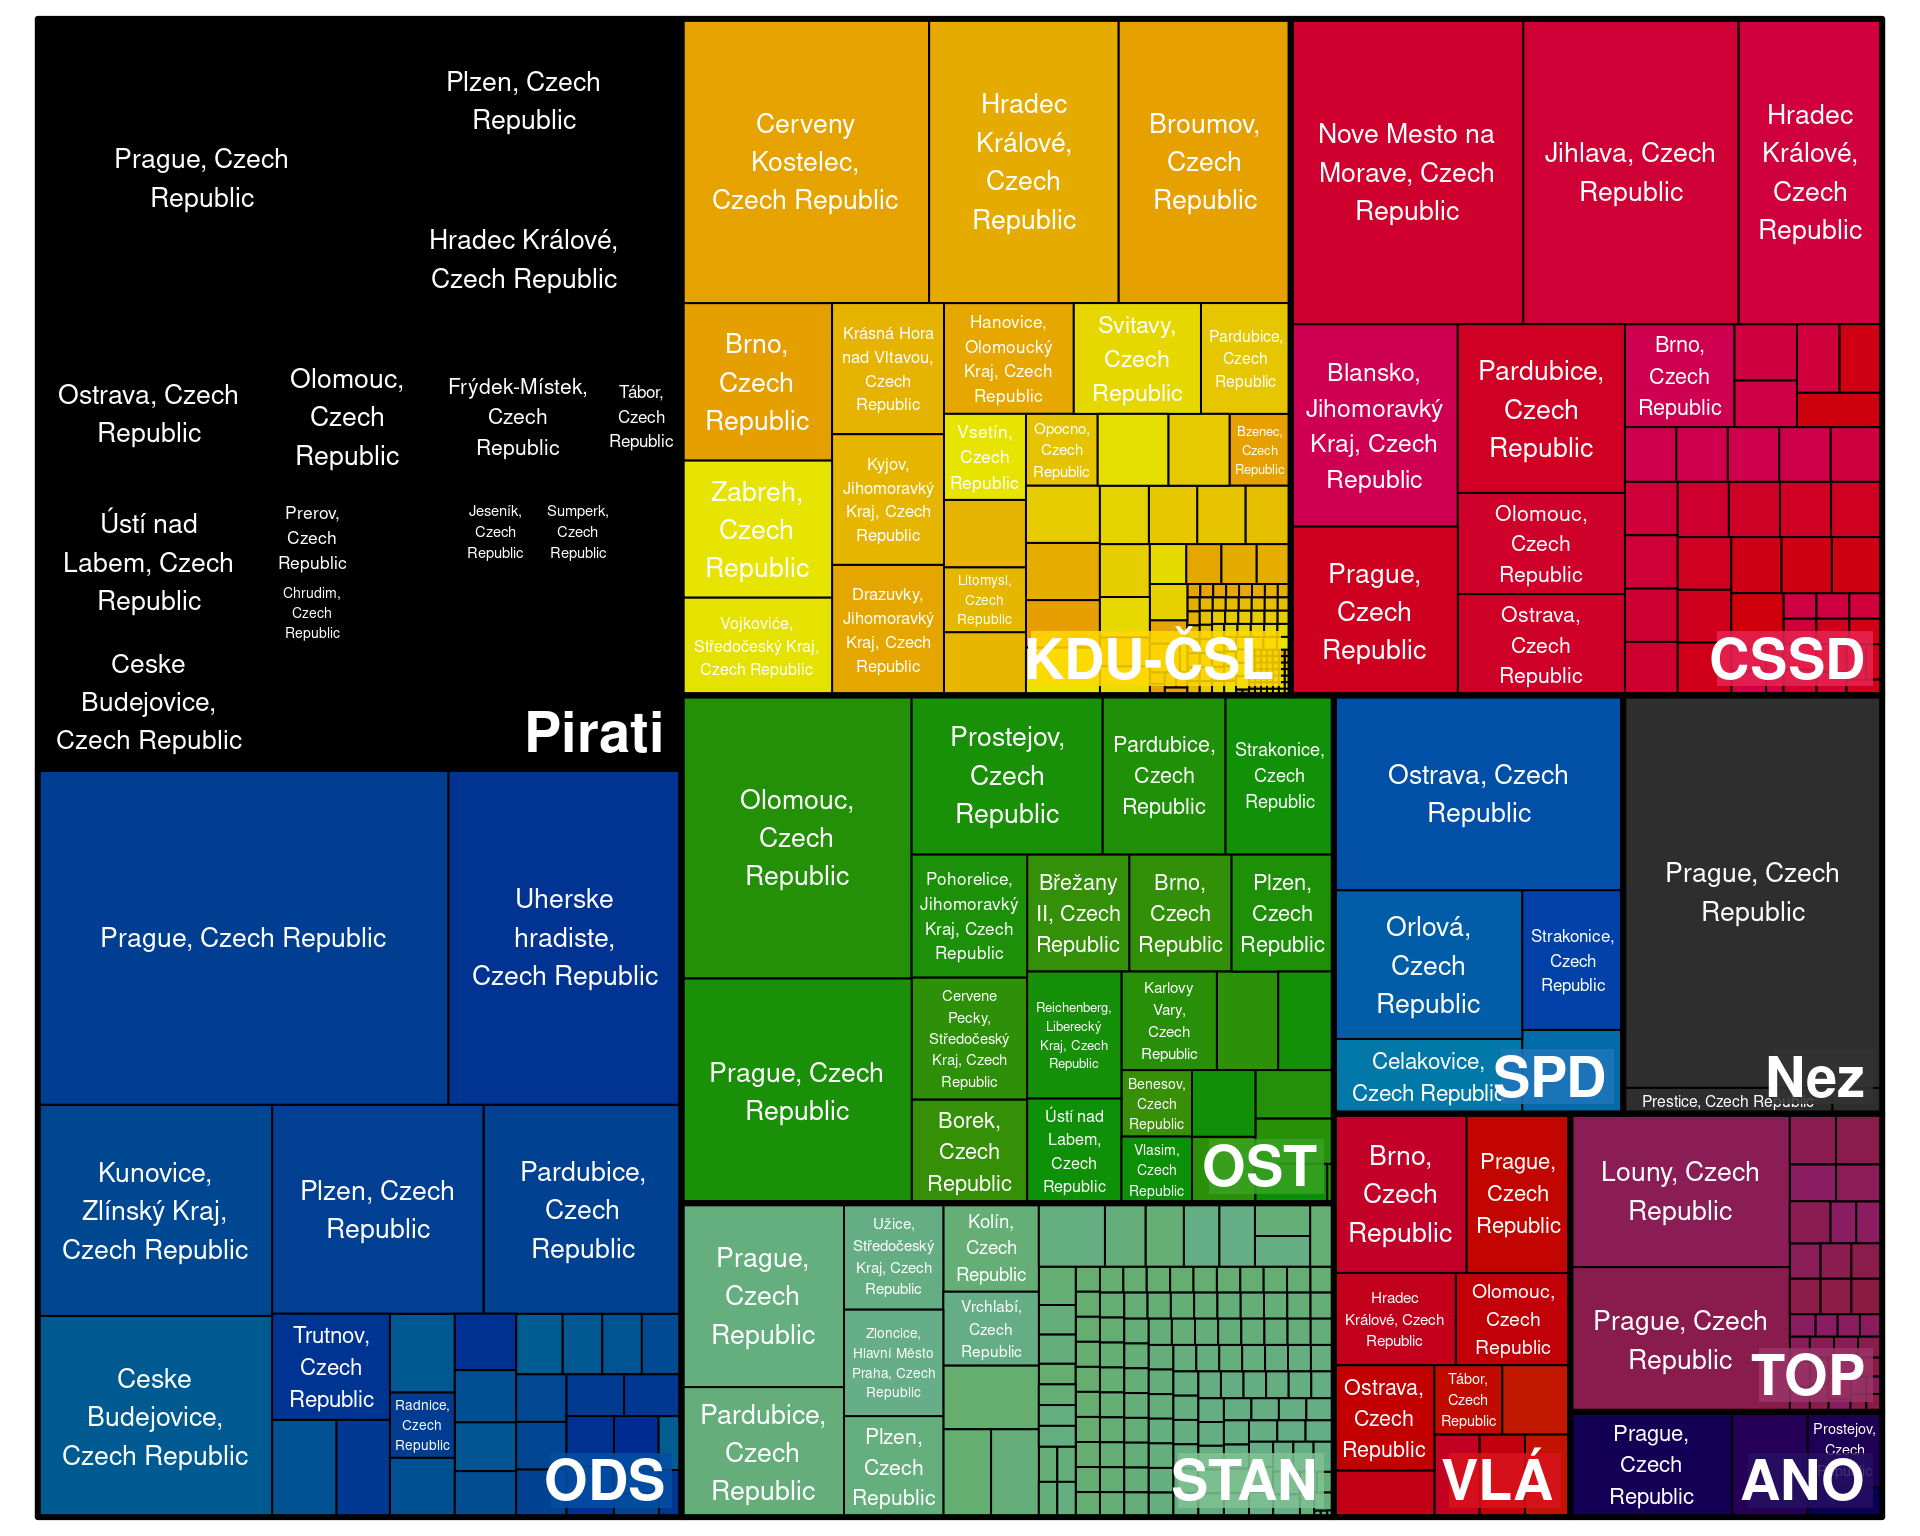 Prague, Czech
Republic
Plzen, Czech
Republic
Hradec Králové,
Czech Republic
Ostrava, Czech
Republic
Olomouc,
Czech
Republic
Frýdek-Místek,
Czech
Republic
Tábor,
Czech
Republic
Ústí nad
Labem, Czech
Republic
Prerov,
Czech
Republic
Jeseník,
Czech
Republic
Sumperk,
Czech
Republic
Chrudim,
Czech
Republic
Ceske
Budejovice,
Czech Republic
Pirati
Cerveny
Kostelec,
Czech Republic
Hradec
Králové,
Czech
Republic
Broumov,
Czech
Republic
Brno,
Czech
Republic
Krásná Hora
nad Vltavou,
Czech
Republic
Hanovice,
Olomoucký
Kraj, Czech
Republic
Svitavy,
Czech
Republic
Pardubice,
Czech
Republic
Zabreh,
Czech
Republic
Kyjov,
Jihomoravký
Kraj, Czech
Republic
Vsetín,
Czech
Republic
Opocno,
Czech
Republic
Bzenec,
Czech
Republic
Vojkoviće,
Středočeský Kraj,
Czech Republic
Drazuvky,
Jihomoravký
Kraj, Czech
Republic
Litomysl,
Czech
Republic
KDU-ČSL
Nove Mesto na
Morave, Czech
Republic
Jihlava, Czech
Republic
Hradec
Králové,
Czech
Republic
Blansko,
Jihomoravký
Kraj, Czech
Republic
Pardubice,
Czech
Republic
Brno,
Czech
Republic
Prague,
Czech
Republic
Olomouc,
Czech
Republic
Ostrava,
Czech
Republic
CSSD
Prague, Czech Republic
Uherske
hradiste,
Czech Republic
Kunovice,
Zlínský Kraj,
Czech Republic
Plzen, Czech
Republic
Pardubice,
Czech
Republic
Ceske
Budejovice,
Czech Republic
Trutnov,
Czech
Republic
Radnice,
Czech
Republic
ODS
Olomouc,
Czech
Republic
Prostejov,
Czech
Republic
Pardubice,
Czech
Republic
Strakonice,
Czech
Republic
Pohorelice,
Jihomoravký
Kraj, Czech
Republic
Břežany
II, Czech
Republic
Brno,
Czech
Republic
Plzen,
Czech
Republic
Prague, Czech
Republic
Cervene
Pecky,
Středočeský
Kraj, Czech
Republic
Reichenberg,
Liberecký
Kraj, Czech
Republic
Karlovy
Vary,
Czech
Republic
Borek,
Czech
Republic
Ústí nad
Labem,
Czech
Republic
Benesov,
Czech
Republic
Vlasim,
Czech
Republic
OST
Prague,
Czech
Republic
Užice,
Středočeský
Kraj, Czech
Republic
Kolín,
Czech
Republic
Zloncice,
Hlavní Město
Praha, Czech
Republic
Vrchlabí,
Czech
Republic
Pardubice,
Czech
Republic
Plzen,
Czech
Republic
STAN
Ostrava, Czech
Republic
Orlová,
Czech
Republic
Strakonice,
Czech
Republic
Celakovice,
Czech Republic
SPD
Prague, Czech
Republic
Prestice, Czech Republic
Nez
Brno,
Czech
Republic
Prague,
Czech
Republic
Hradec
Králové, Czech
Republic
Olomouc,
Czech
Republic
Ostrava,
Czech
Republic
Tábor,
Czech
Republic
VLÁ
Louny, Czech
Republic
Prague, Czech
Republic
TOP
Prague,
Czech
Republic
Prostejov,
Czech
ANO